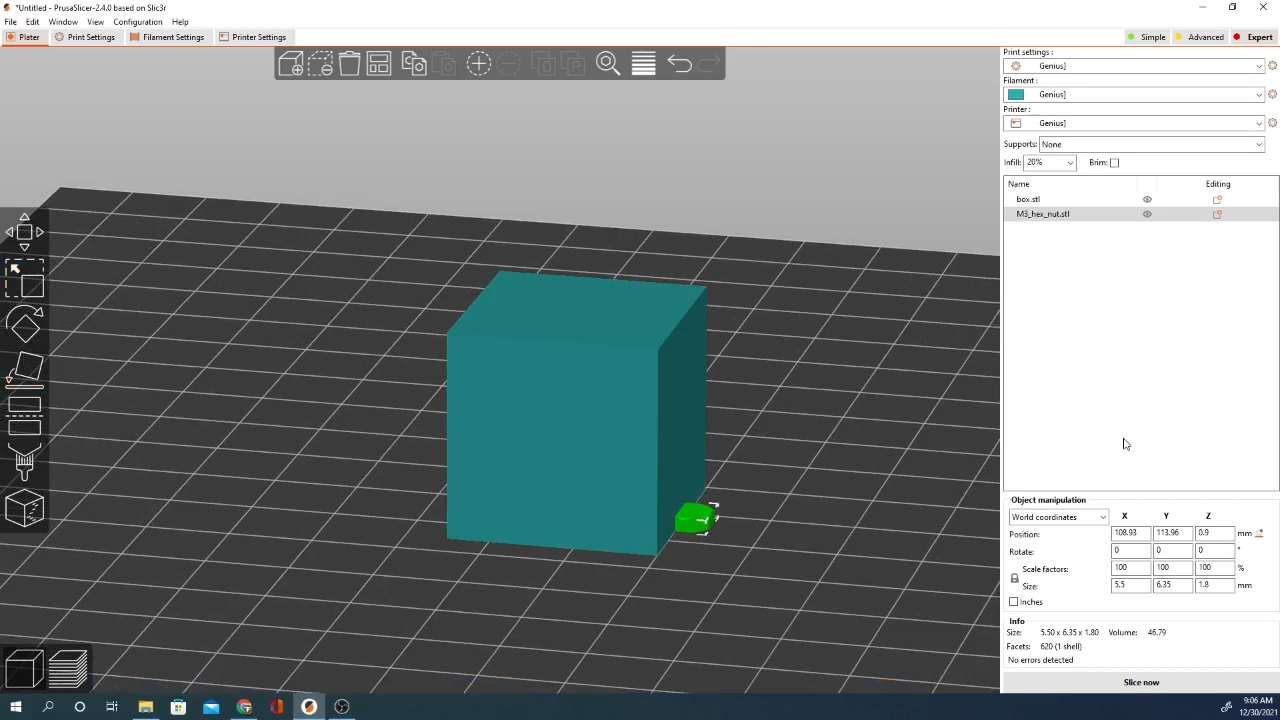 *Untitled - PrusaSlicer-2.4.0 based on Slic3r
File Edit Window View Configuration Help
Plater Print Settings Filament Settings Printer Settings Simple Advanced Expert
Print settings :
Genius]
Filament :
Genius]
Printer :
Genius]
Supports: None
Infill: 20% Brim:
Name Editing
box.stl
M3_hex_nut.stl
Object manipulation
World coordinates X Y Z
Position: 108.93 113.96 0.9 mm
Rotate: 0 0 0 °
Scale factors: 100 100 100 %
Size: 5.5 6.35 1.8 mm
Inches
Info
Size: 5.50 x 6.35 x 1.80 Volume: 46.79
Facets: 620 (1 shell)
No errors detected
Slice now
9:06 AM
12/30/2021